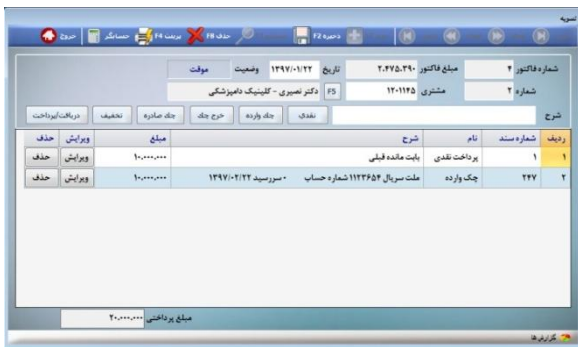 تسویه
ذخیره F2 حذف F8 پرینت F4 حسابگر خروج
شماره فاکتور ۴ مبلغ فاکتور ۲.۴۷۵.۳۹۰ تاریخ ۱۳۹۷/۰۱/۲۲ وضعیت موقت
شماره ۲ مشتری ۱۲۰۱۱۴۵ F5 دکتر نصیری - کلینیک دامپزشکی
شرح نقدی چک وارده خرج چک چک صادره تخفیف دریافت/پرداخت
ردیف شماره سند نام شرح مبلغ ویرایش حذف
۱ ۱ پرداخت نقدی بابت مانده قبلی ۱۰,۰۰۰,۰۰۰ ویرایش حذف
۲ ۲۴۷ چک وارده ملت سریال ۱۱۲۳۶۵۴ شماره حساب ۰ سررسید ۱۳۹۷/۰۲/۲۲ ۱۰,۰۰۰,۰۰۰ ویرایش حذف
مبلغ پرداختی ۲۰,۰۰۰,۰۰۰
گزارش ها